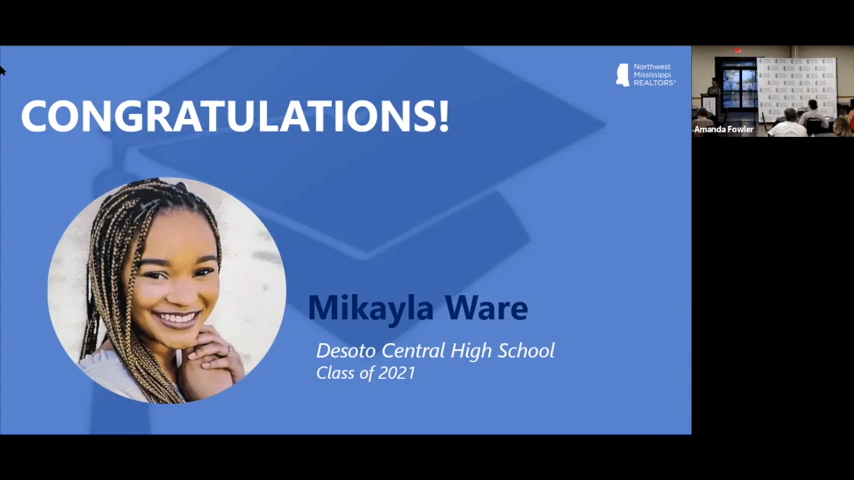 Northwest
Mississippi
REALTORS®
CONGRATULATIONS!
Amanda Fowler
Mikayla Ware
Desoto Central High School
Class of 2021